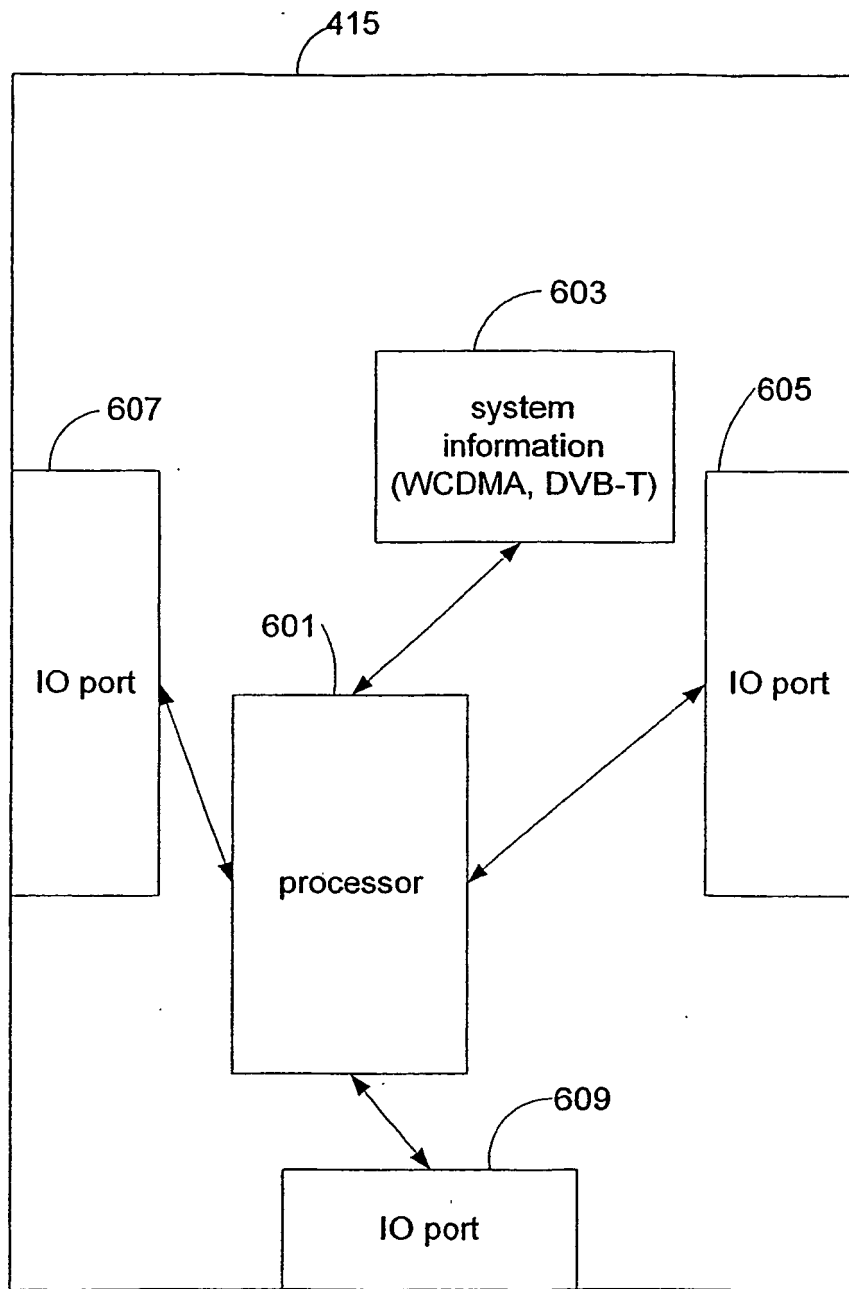 415
603
system
information
(WCDMA, DVB-T)
607
605
601
IO port
IO port
processor
609
IO port